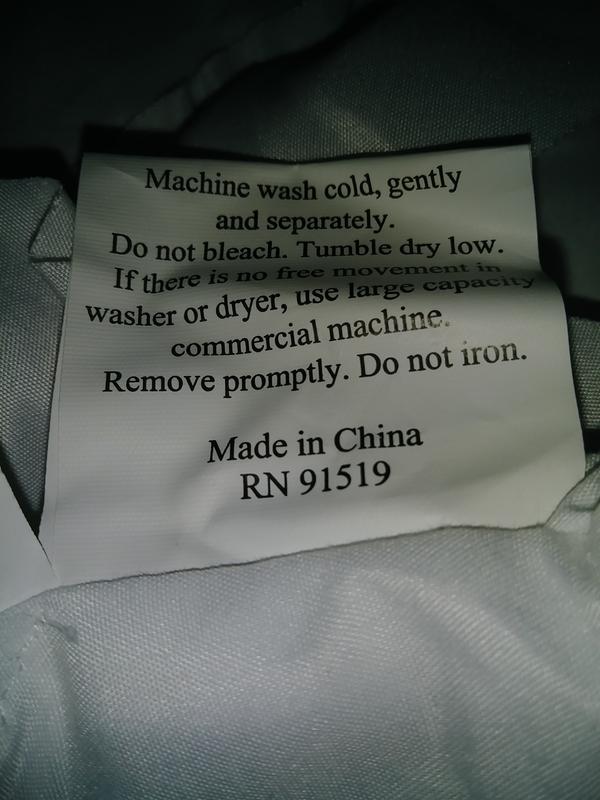 Machine wash cold, gently
and separately.
Do not bleach. Tumble dry low.
If there is no free movement in
washer or dryer, use large capacity
commercial machine.
Remove promptly. Do not iron.
Made in China
RN 91519